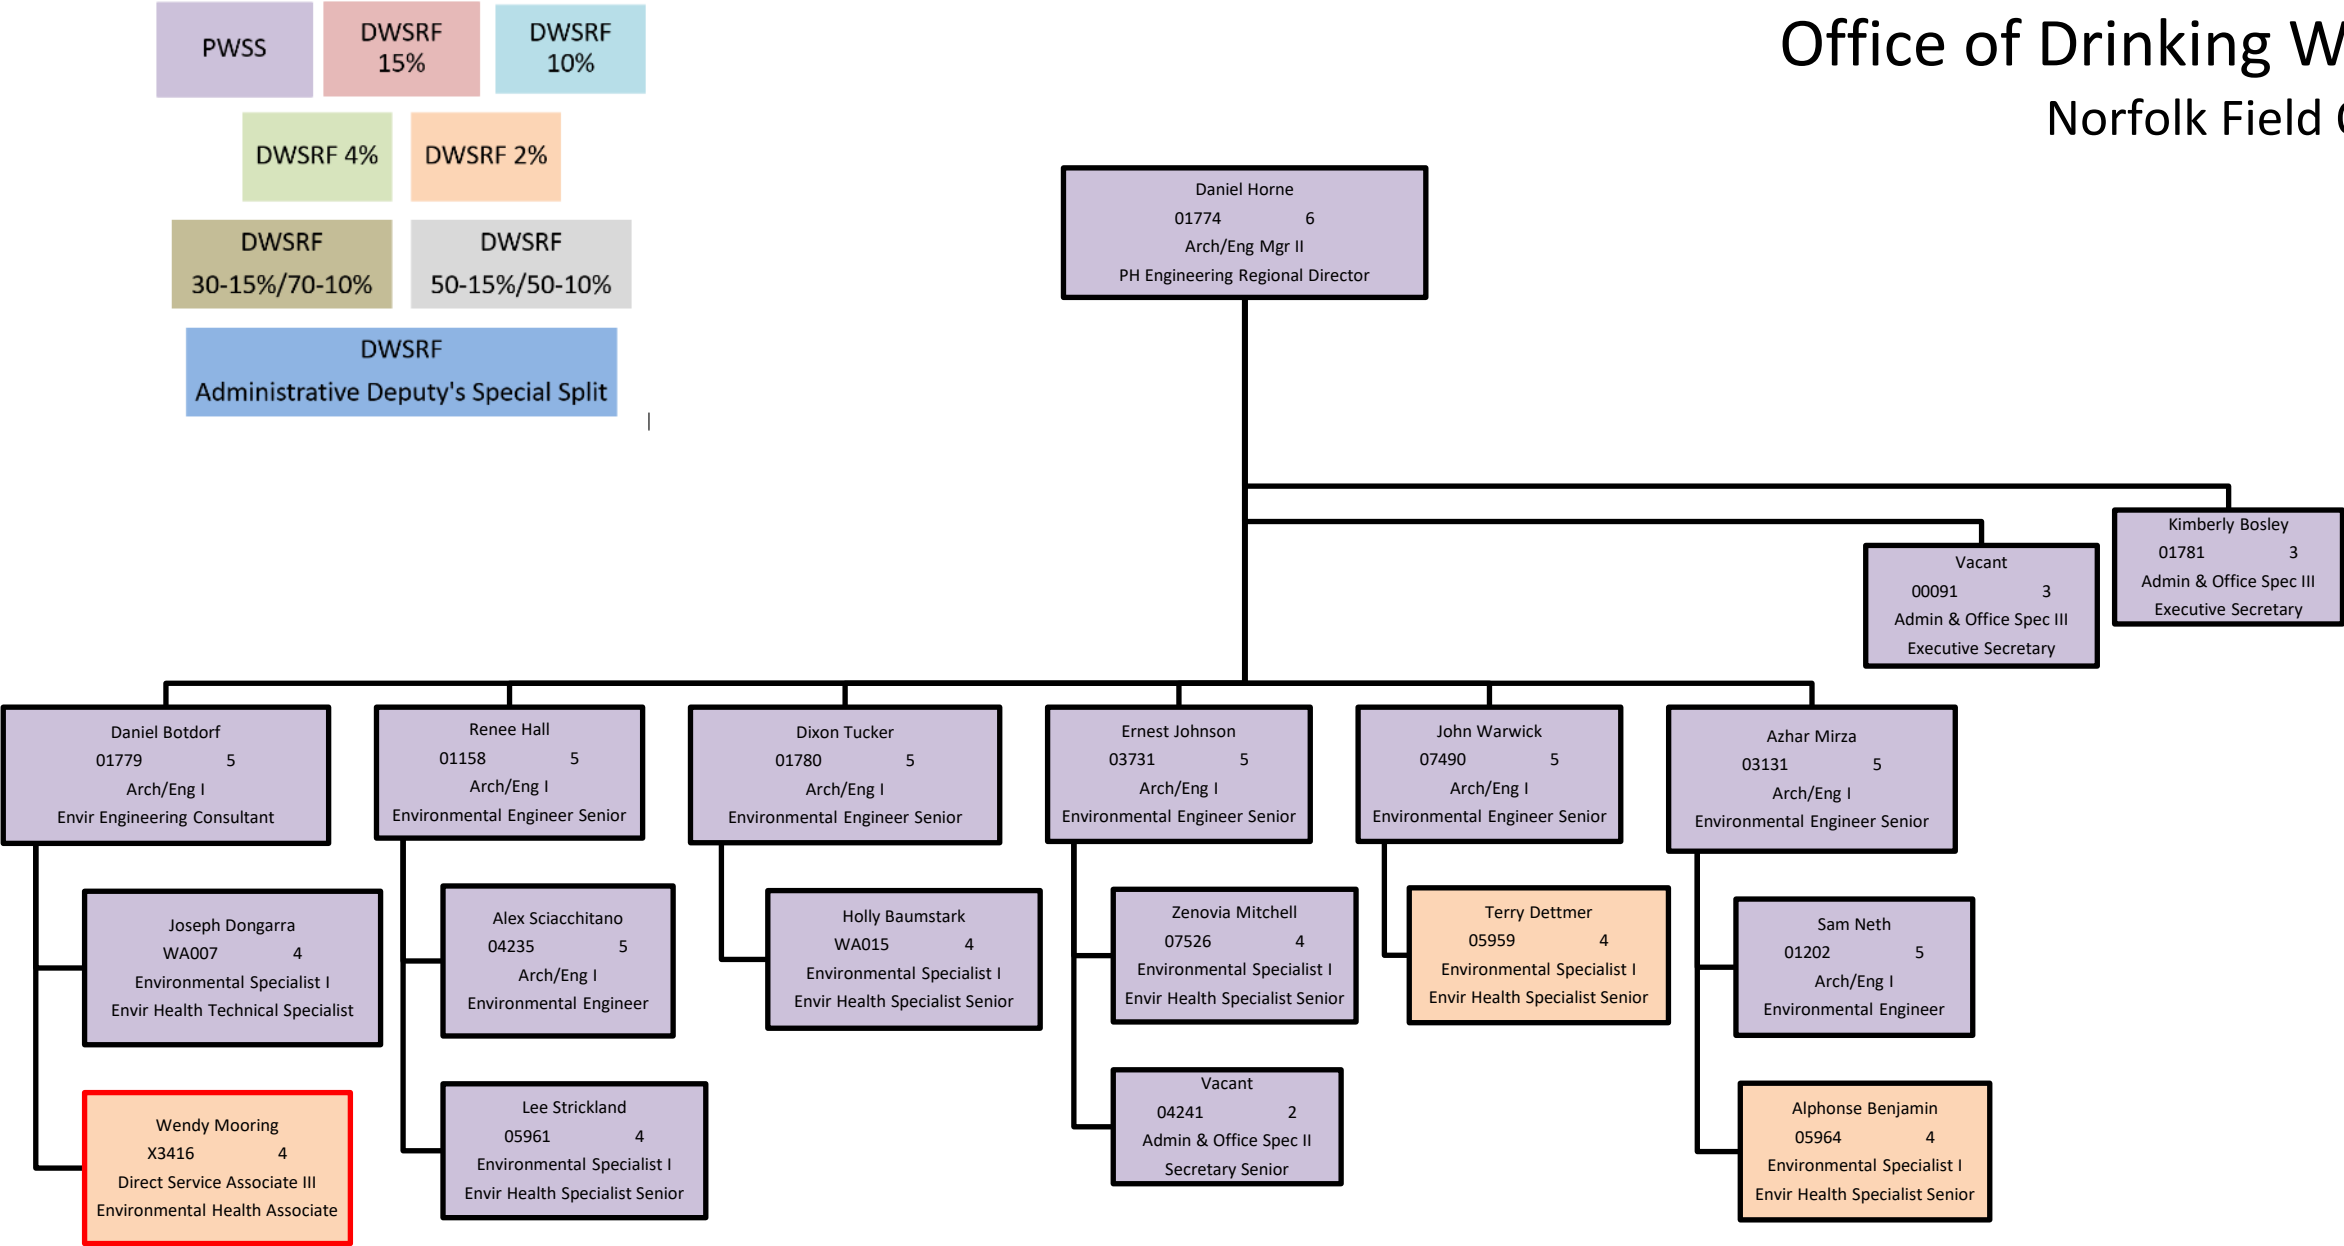 PWSS
DWSRF
15%
DWSRF
10%
DWSRF 4%
DWSRF 2%
DWSRF
30-15%/70-10%
DWSRF
50-15%/50-10%
DWSRF
Administrative Deputy's Special Split
Office of Drinking
Norfolk Field
Daniel Horne
01774 6
Arch/Eng Mgr II
PH Engineering Regional Director
Kimberly Bosley
01781 3
Admin & Office Spec III
Executive Secretary
Vacant
00091 3
Admin & Office Spec III
Executive Secretary
Daniel Botdorf
01779 5
Arch/Eng I
Envir Engineering Consultant
Renee Hall
01158 5
Arch/Eng I
Environmental Engineer Senior
Dixon Tucker
01780 5
Arch/Eng I
Environmental Engineer Senior
Ernest Johnson
03731 5
Arch/Eng I
Environmental Engineer Senior
John Warwick
07490 5
Arch/Eng I
Environmental Engineer Senior
Azhar Mirza
03131 5
Arch/Eng I
Environmental Engineer Senior
Joseph Dongarra
WA007 4
Environmental Specialist I
Envir Health Technical Specialist
Alex Sciacchitano
04235 5
Arch/Eng I
Environmental Engineer
Holly Baumstark
WA015 4
Environmental Specialist I
Envir Health Specialist Senior
Zenovia Mitchell
07526 4
Environmental Specialist I
Envir Health Specialist Senior
Terry Dettmer
05959 4
Environmental Specialist I
Envir Health Specialist Senior
Sam Neth
01202 5
Arch/Eng I
Environmental Engineer
Wendy Mooring
X3416 4
Direct Service Associate III
Environmental Health Associate
Lee Strickland
05961 4
Environmental Specialist I
Envir Health Specialist Senior
Vacant
04241 2
Admin & Office Spec II
Secretary Senior
Alphonse Benjamin
05964 4
Environmental Specialist I
Envir Health Specialist Senior